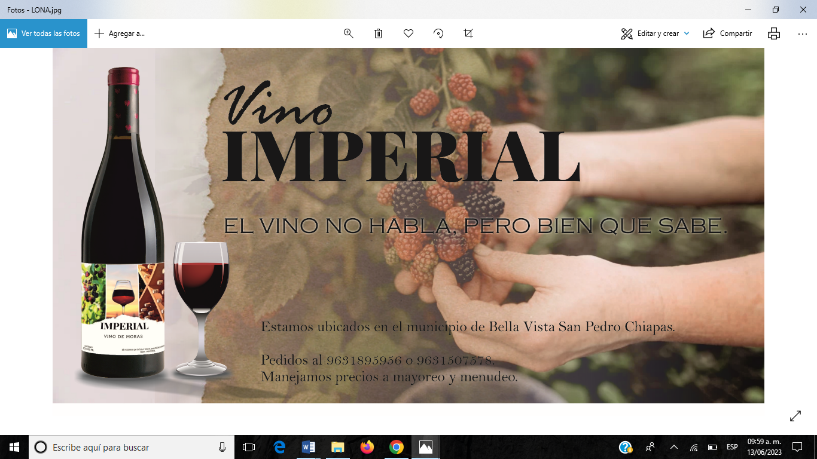 Fotos - LONA.jpg
Ver todas las fotos
Agregar a...
Editar y crear
Compartir
Vino
IMPERIAL
EL VINO NO HABLA, PERO BIEN QUE SABE.
IMPERIAL
VINO DE MORAS
Estamos ubicados en el municipio de Bella Vista San Pedro Chiapas.
Pedidos al 9631895956 o 9631507578.
Manejamos precios a mayoreo y menudeo.
Escribe aquí para buscar
ESP
09:59 a. m.
13/06/2023